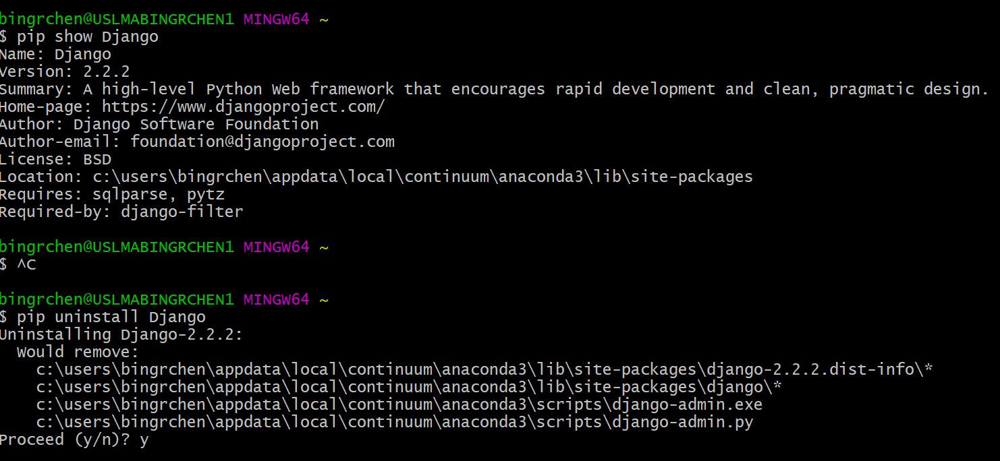 bingrchen@USLMABINGRCHEN1 MINGW64 ~
$ pip show Django
Name: Django
Version: 2.2.2
Summary: A high-level Python Web framework that encourages rapid development and clean, pragmatic design.
Home-page: https://www.djangoproject.com/
Author: Django Software Foundation
Author-email: foundation@djangoproject.com
License: BSD
Location: c:\users\bingrchen\appdata\local\continuum\anaconda3\lib\site-packages
Requires: sqlparse, pytz
Required-by: django-filter
bingrchen@USLMABINGRCHEN1 MINGW64 ~
$ ^C
bingrchen@USLMABINGRCHEN1 MINGW64 ~
$ pip uninstall Django
Uninstalling Django-2.2.2:
Would remove:
c:\users\bingrchen\appdata\local\continuum\anaconda3\lib\site-packages\django-2.2.2.dist-info\*
c:\users\bingrchen\appdata\local\continuum\anaconda3\lib\site-packages\django\*
c:\users\bingrchen\appdata\local\continuum\anaconda3\scripts\django-admin.exe
c:\users\bingrchen\appdata\local\continuum\anaconda3\scripts\django-admin.py
Proceed (y/n)? y